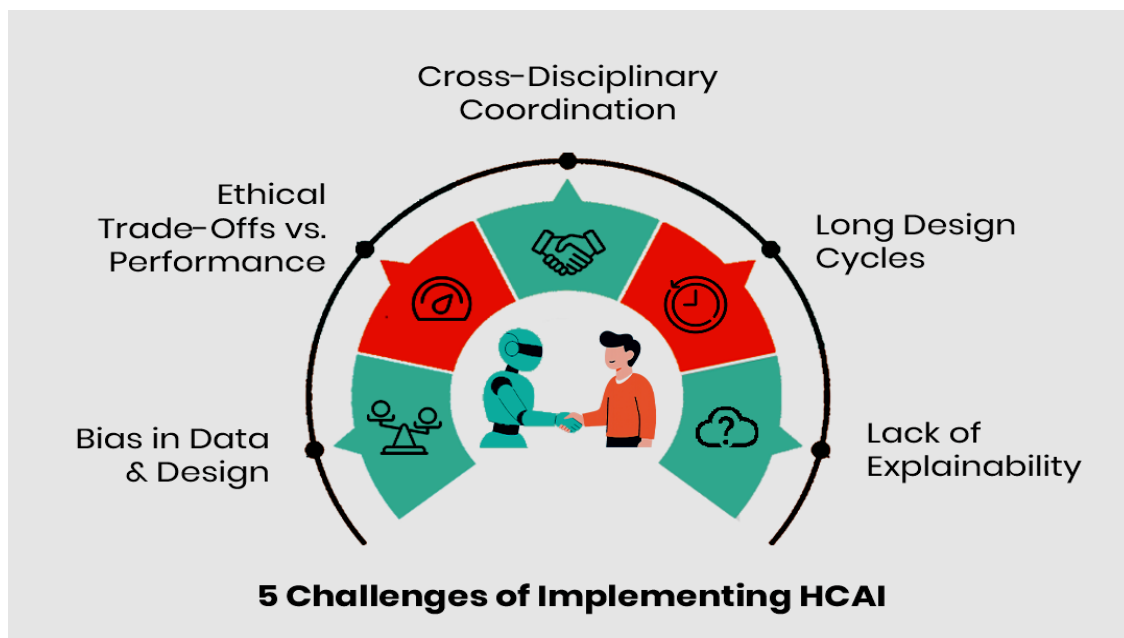 Cross-Disciplinary
Coordination
Ethical
Trade-Offs vs.
Performance
Long Design
Cycles
Bias in Data
& Design
Lack of
Explainability
?
5 Challenges of Implementing HCAI